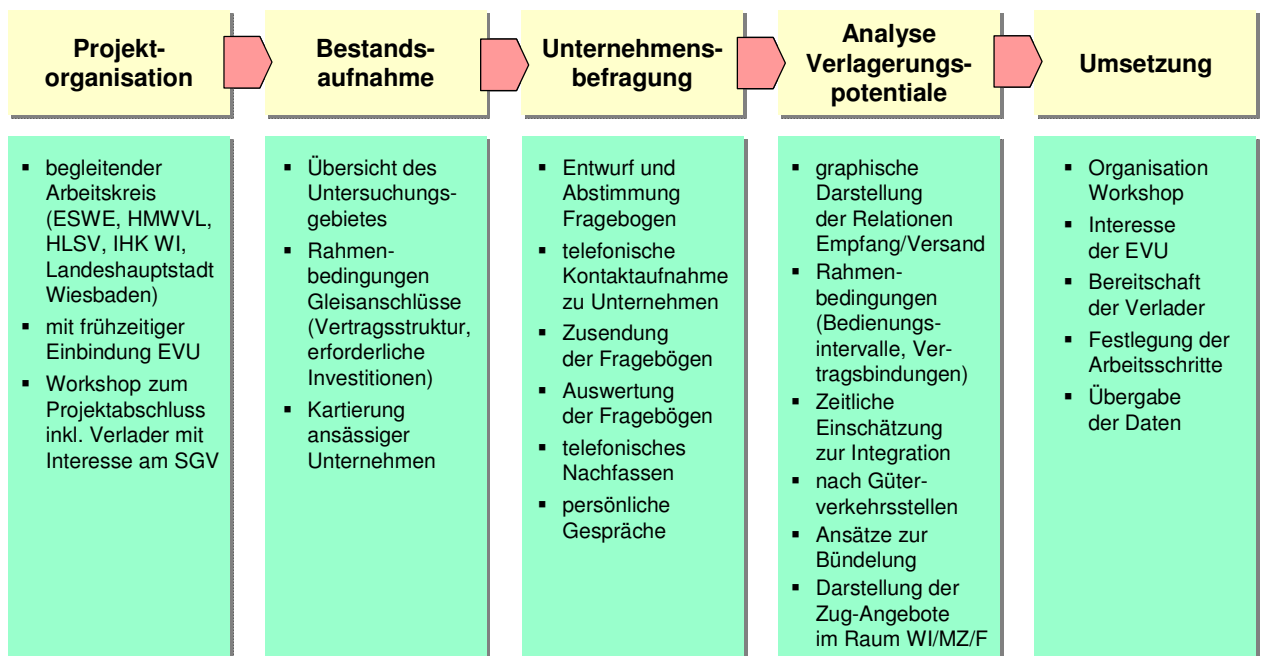 Projekt-
organisation
Bestands-
aufnahme
Unternehmens-
befragung
Analyse
Verlagerungs-
potentiale
Umsetzung
▪ begleitender
Arbeitskreis
(ESWE, HMWVL,
HLSV, IHK WI,
Landeshauptstadt
Wiesbaden)
▪ mit frühzeitiger
Einbindung EVU
▪ Workshop zum
Projektabschluss
inkl. Verlader mit
Interesse am SGV
▪ Übersicht des
Untersuchungs-
gebietes
▪ Rahmen-
bedingungen
Gleisanschlüsse
(Vertragsstruktur,
erforderliche
Investitionen)
▪ Kartierung
ansässiger
Unternehmen
▪ Entwurf und
Abstimmung
Fragebogen
▪ telefonische
Kontaktaufnahme
zu Unternehmen
▪ Zusendung
der Fragebögen
▪ Auswertung
der Fragebögen
▪ telefonisches
Nachfassen
▪ persönliche
Gespräche
▪ graphische
Darstellung
der Relationen
Empfang/Versand
▪ Rahmen-
bedingungen
(Bedienungs-
intervalle, Ver-
tragsbindungen)
▪ Zeitliche
Einschätzung
zur Integration
▪ nach Güter-
verkehrsstellen
▪ Ansätze zur
Bündelung
▪ Darstellung der
Zug-Angebote
im Raum WI/MZ/F
▪ Organisation
Workshop
▪ Interesse
der EVU
▪ Bereitschaft
der Verlader
▪ Festlegung der
Arbeitsschritte
▪ Übergabe
der Daten